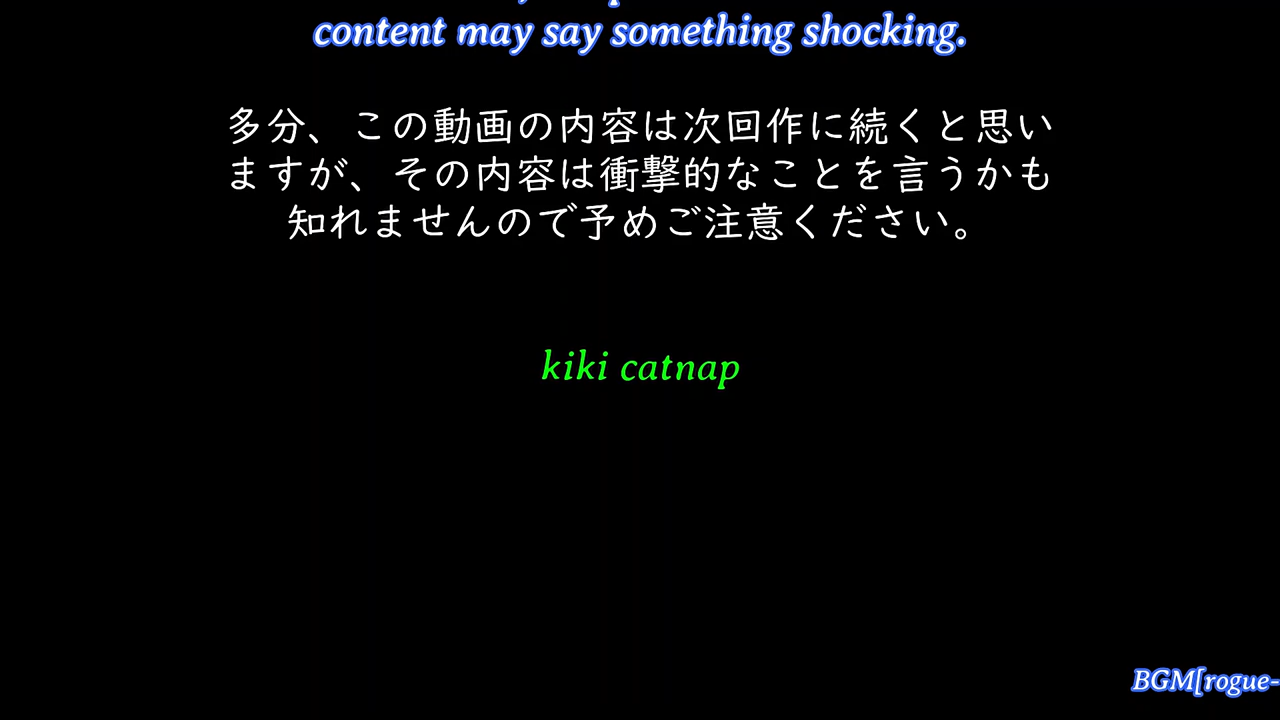 content may say something shocking.
多分、この動画の内容は次回作に続くと思い
ますが、その内容は衝撃的なことを言うかも
知れませんので予めご注意ください。
kiki catnap
BGM[rogue-